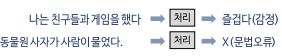 나는 친구들과 게임을 했다 처리 즐겁다(감정)
동물원 사자가 사람이 물었다. 처리 X (문법오류)